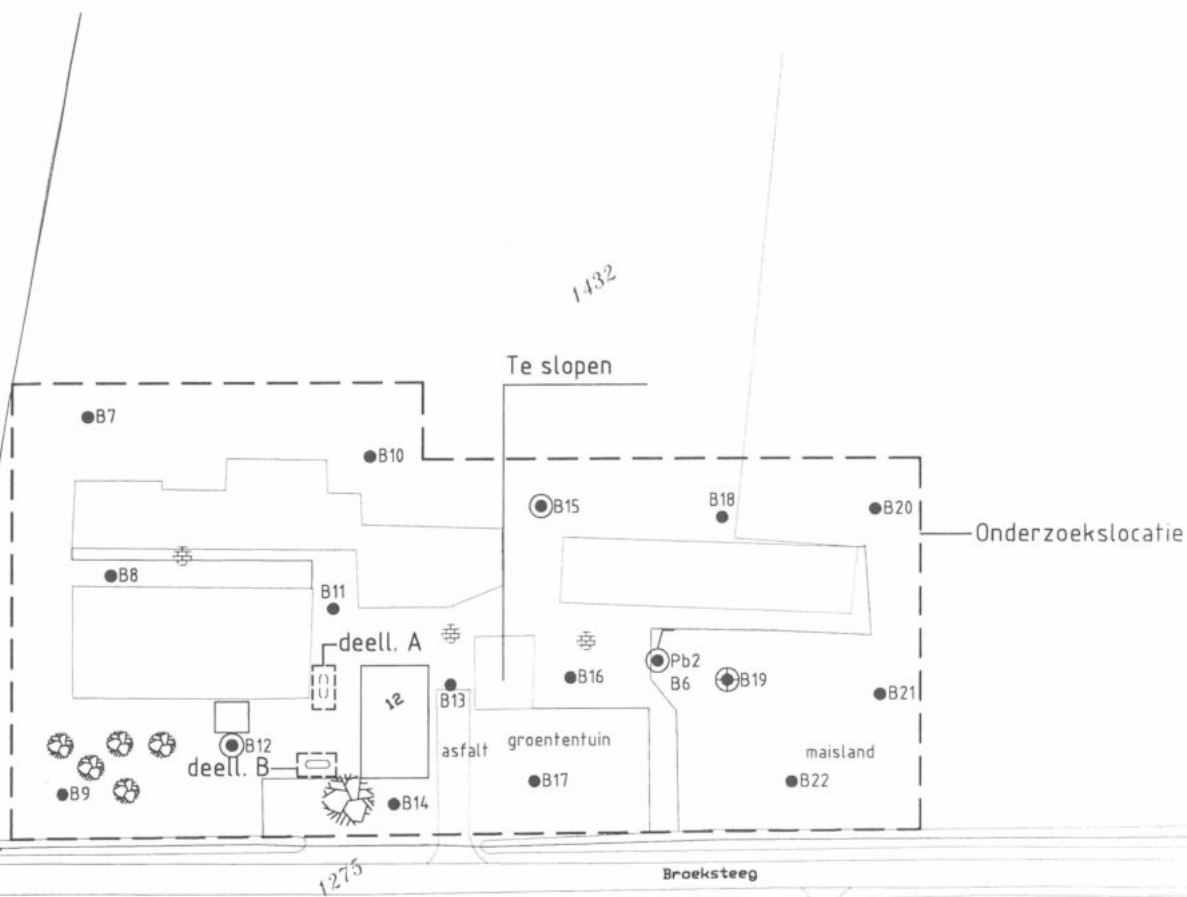 1432
Te slopen
B7
B10
B15
B18
B20
Onderzoekslocatie
B8
B11
deell. A
Pb2
B6
B16
B19
12
B13
B21
asfalt
groententuin
maisland
B12
deell. B
B9
B14
B17
B22
1275
Broeksteeg